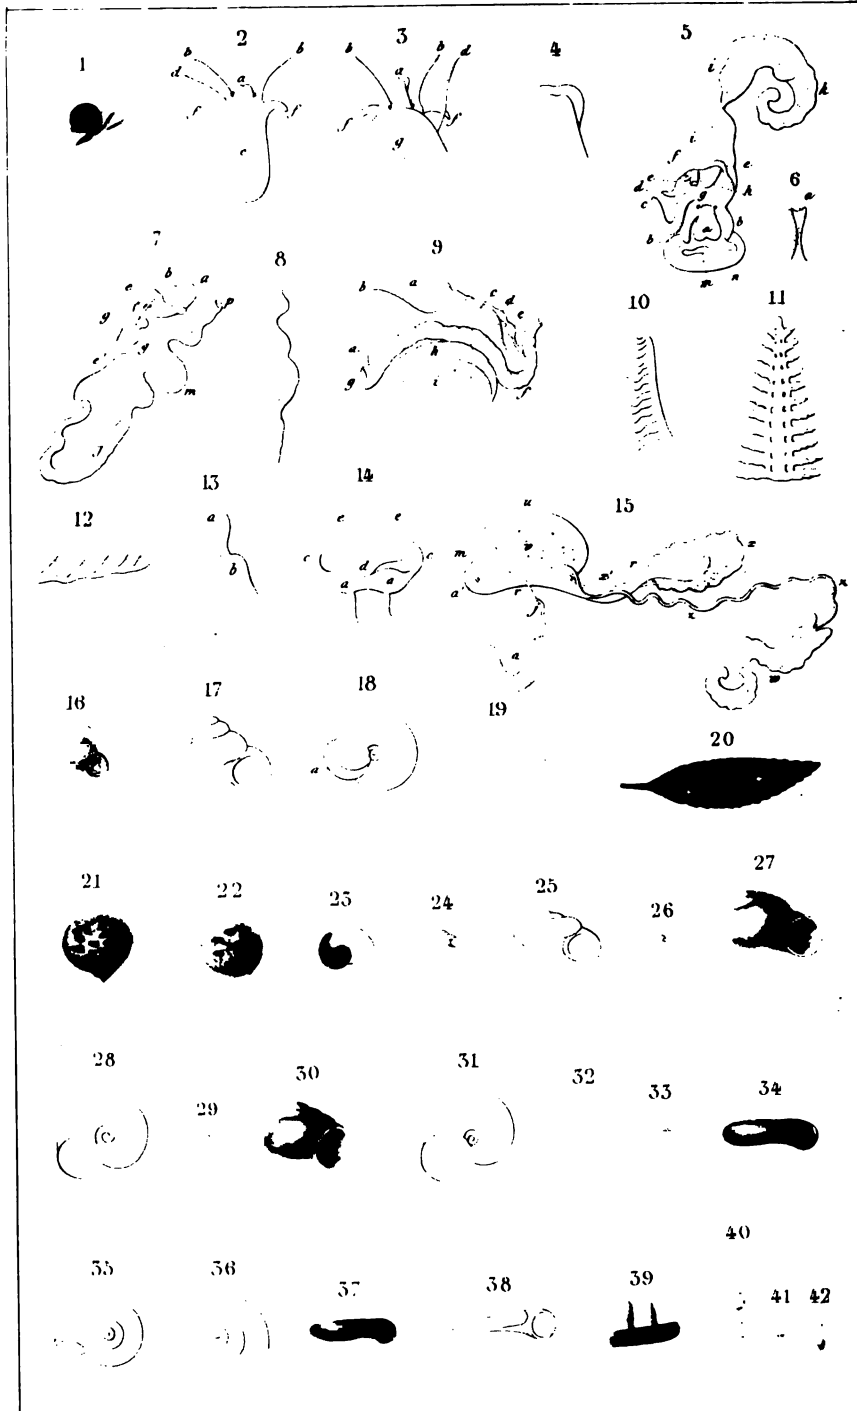 1 2 3 4 5
b b a d f f c
b b d a f f g
i h i f e e d c g h b b a m n
6 a
7 8 9 10 11
e b a c g p e g m l
b a c d e a g h i f
12 13 14 15
a b
e e c c d a a
u m v a r f a x' r x z n w
16 17 18 19 20
a
21 22 23 24 25 26 27
28 29 30 31 32 33 34
35 36 37 38 39 40 41 42